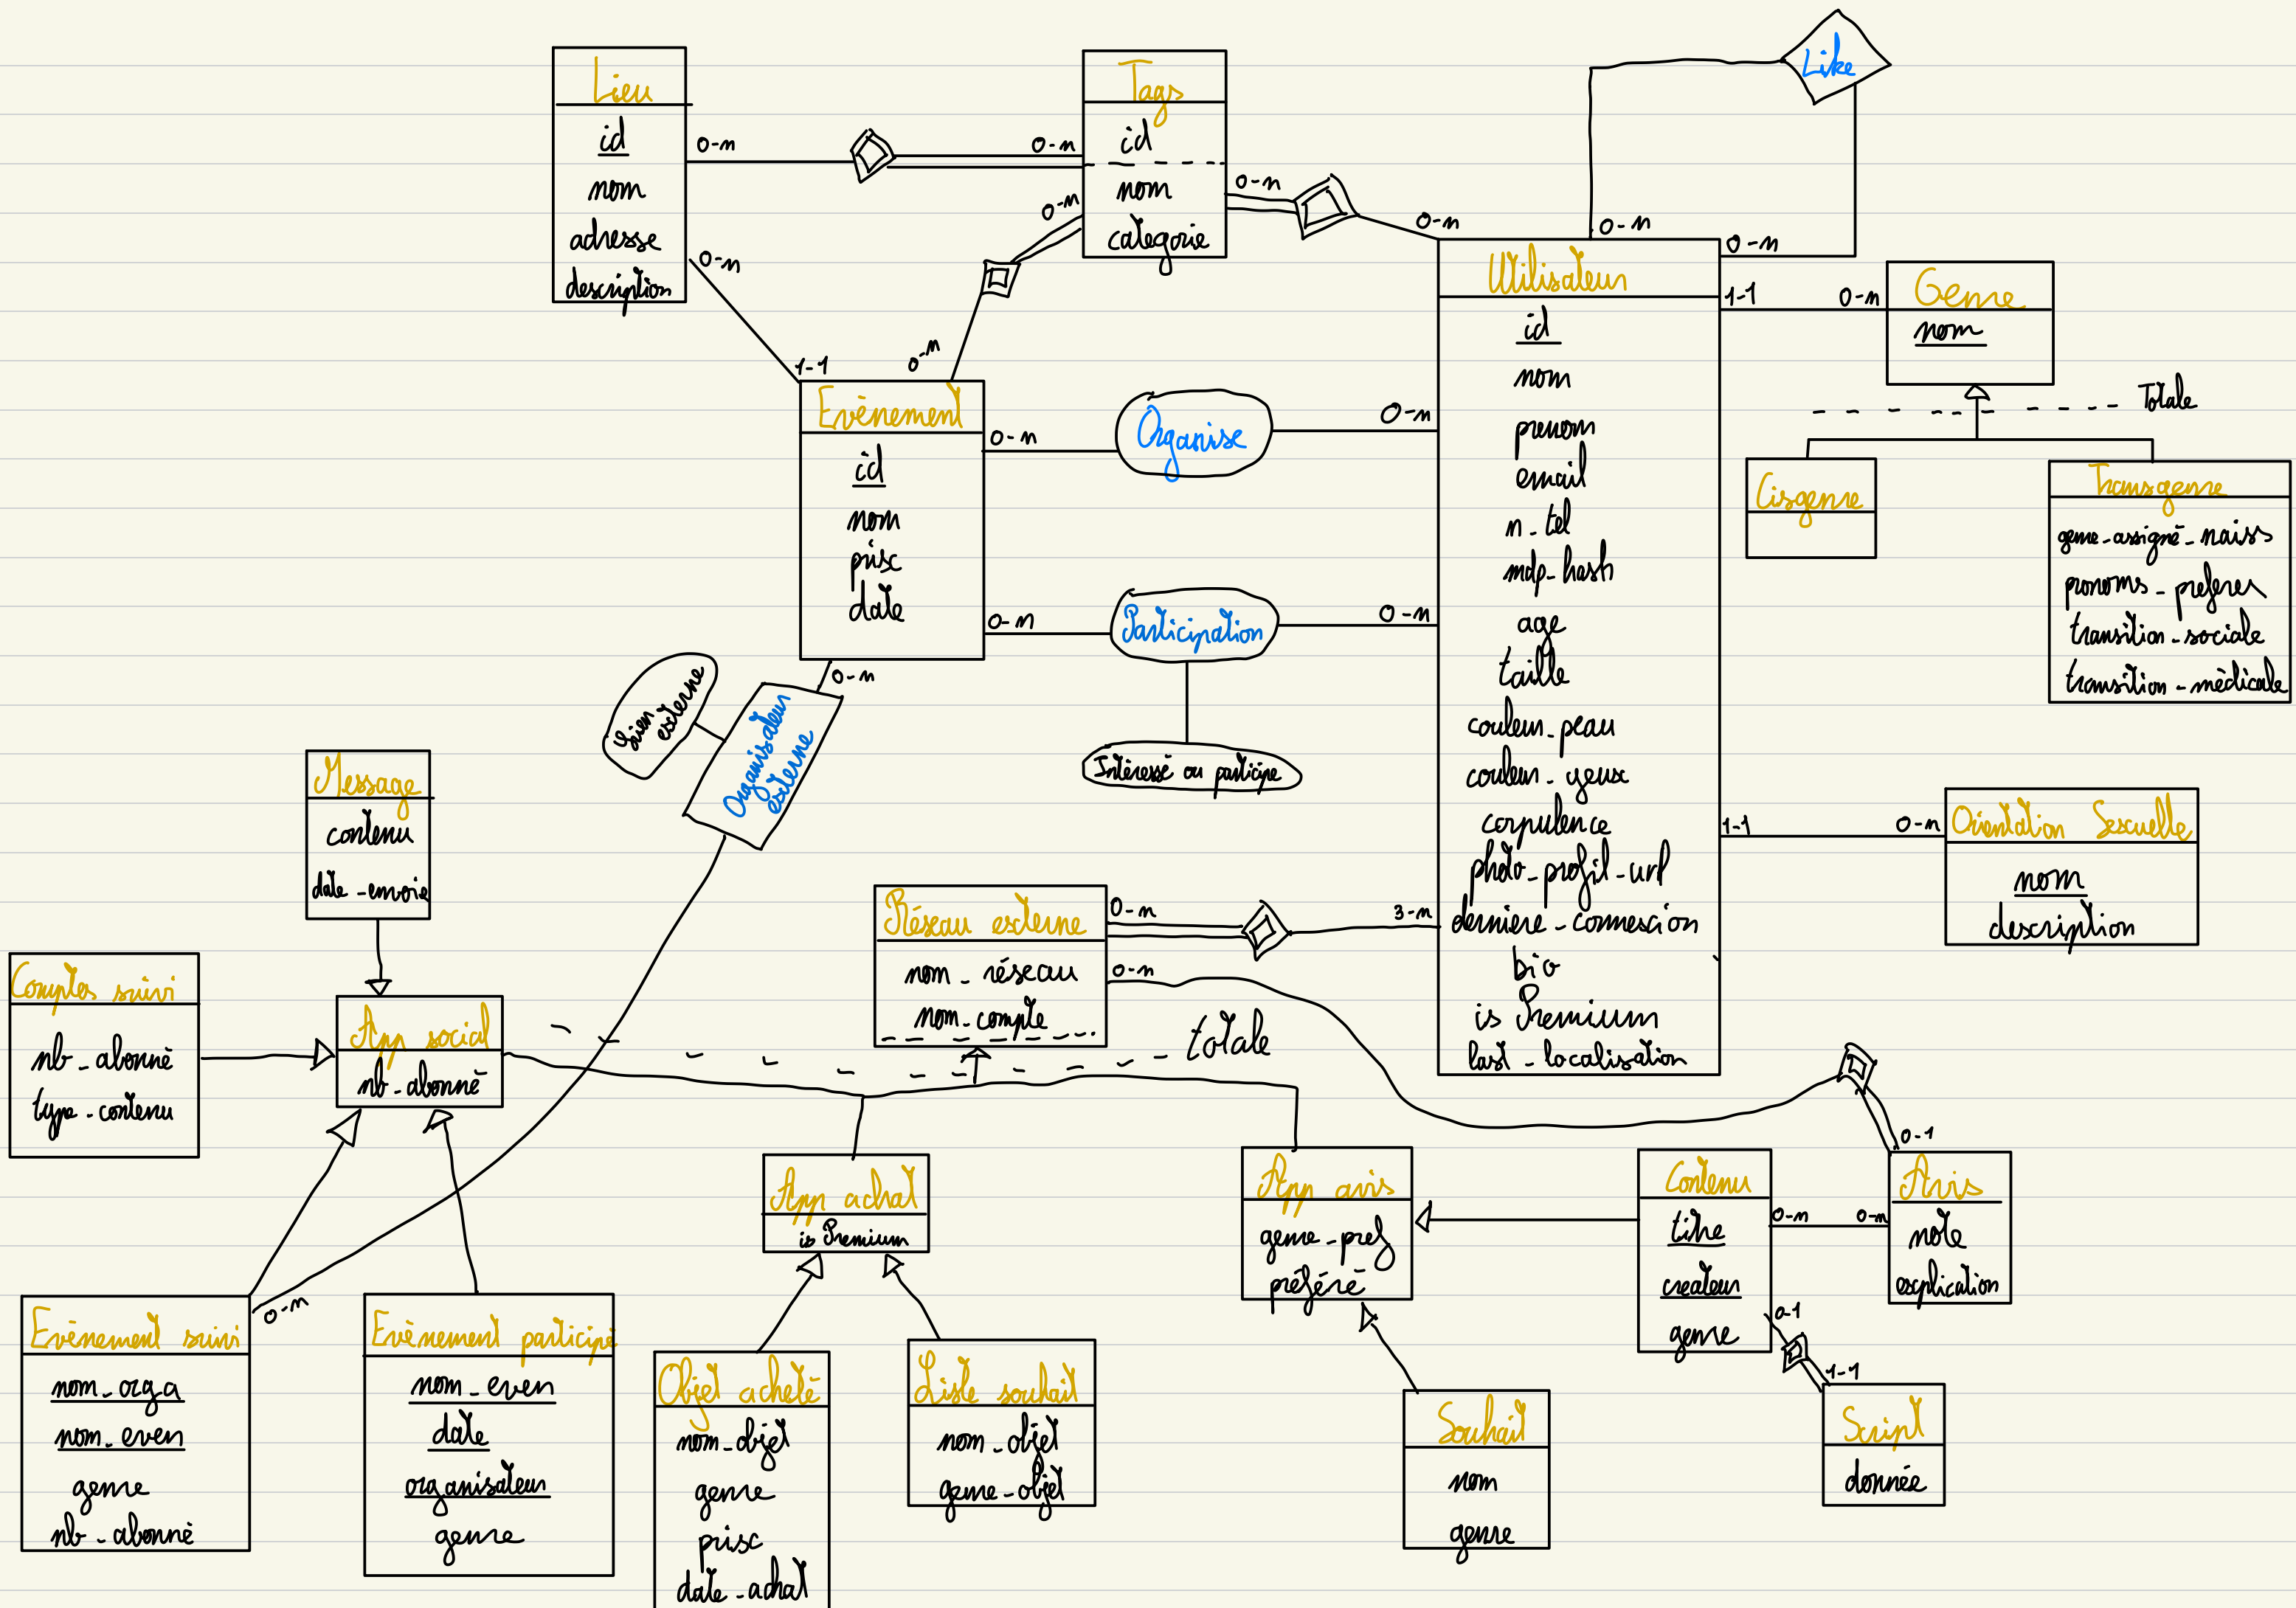 Like
Lieu
id
nom
adresse
description
0-n
0-n
0-n
Tags
id
nom
categorie
0-n
0-n
0-n
0-n
0-n
0-n
Utilisateur
id
nom
prenom
email
n_tel
mdp_hash
age
taille
couleur_peau
couleur_yeux
corpulence
photo_profil_url
derniere_connexion
bio
is Premium
last_localisation
1-1
0-n
Genre
nom
Totale
Cisgenre
Transgenre
genre_assigné_naiss
pronoms_preferes
transition_sociale
transition_médicale
1-1
0-n
Evènement
id
nom
prix
date
0-n
Organise
0-n
0-n
Participation
0-n
Intéressé ou participe
0-n
Lien
externe
Organisateur
externe
1-1
0-n
Orientation Sexuelle
nom
description
Message
contenu
date_envoie
Réseau externe
nom_réseau
nom_compte
0-n
3-n
0-n
totale
Comptes suivi
nb_abonné
type_contenu
App social
nb_abonné
App achat
is Premium
App avis
genre_pref
préféré
Contenu
titre
createur
genre
0-n
0-n
0-1
Avis
note
explication
0-1
1-1
Script
donnée
0-n
Evènement suivi
nom_orga
nom_even
genre
nb_abonné
Evènement participé
nom_even
date
organisateur
genre
Objet acheté
nom_objet
genre
prix
date_achat
Liste souhait
nom_objet
genre_objet
Souhait
nom
genre